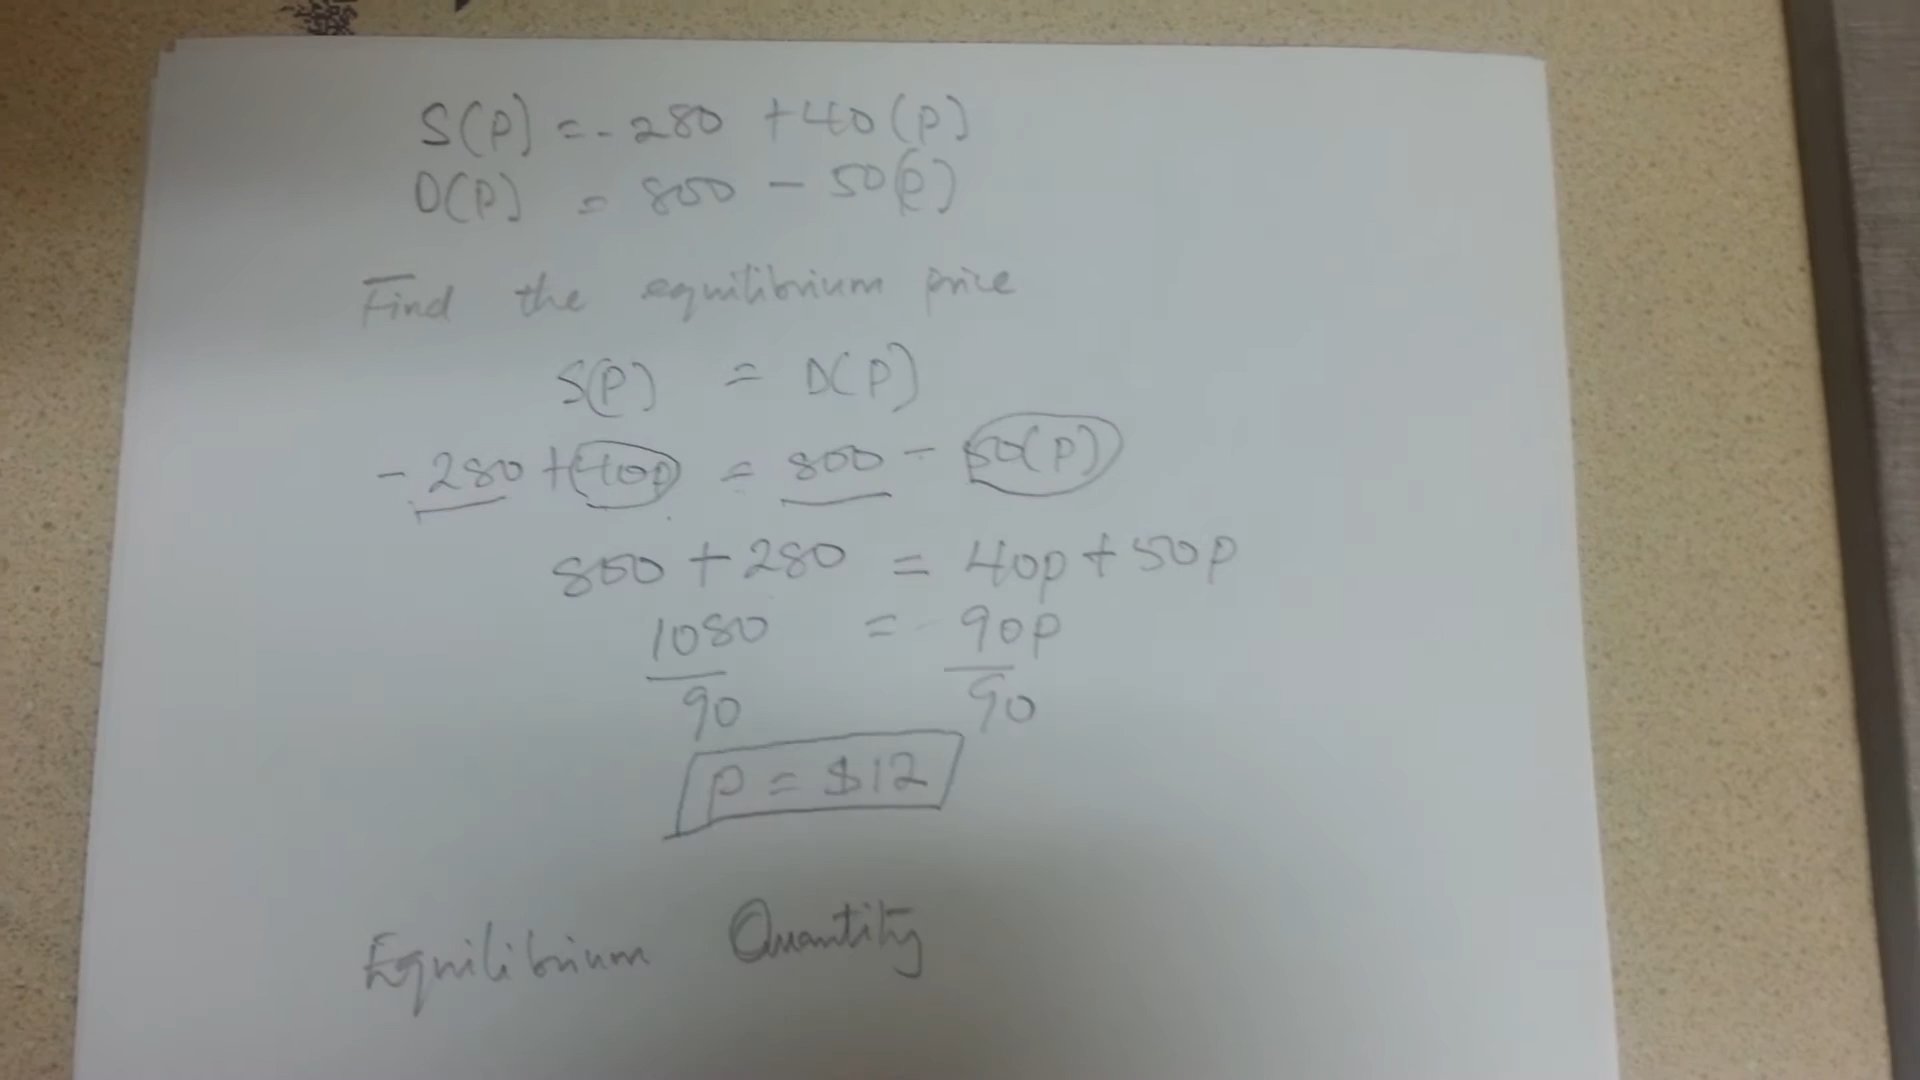 S(P) = -280 +40(P)
D(P) = 800 - 50(P)
Find the equilibrium price
S(P) = D(P)
- 280 + 40p = 800 - 50(P)
800 + 280 = 40p + 50p
1080 = 90p
90 90
P = $12
Equilibrium Quantity